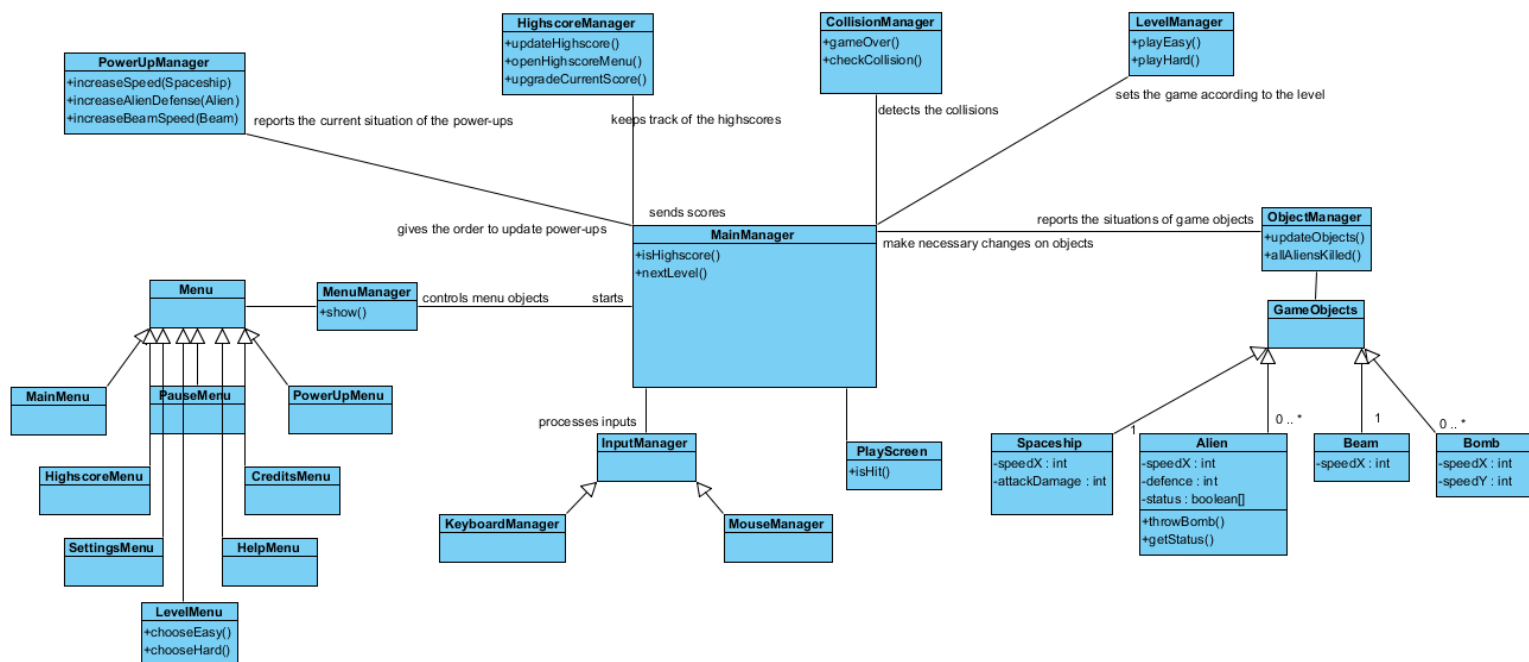 HighscoreManager
+updateHighscore()
+openHighscoreMenu()
+upgradeCurrentScore()
CollisionManager
+gameOver()
+checkCollision()
LevelManager
+playEasy()
+playHard()
PowerUpManager
+increaseSpeed(Spaceship)
+increaseAlienDefense(Alien)
+increaseBeamSpeed(Beam)
reports the current situation of the power-ups
keeps track of the highscores
detects the collisions
sets the game according to the level
sends scores
gives the order to update power-ups
MainManager
+isHighscore()
+nextLevel()
reports the situations of game objects
make necessary changes on objects
ObjectManager
+updateObjects()
+allAliensKilled()
Menu
MenuManager
+show()
controls menu objects
starts
GameObjects
MainMenu
PauseMenu
PowerUpMenu
processes inputs
InputManager
PlayScreen
+isHit()
1
0 .. *
1
0 .. *
Spaceship
-speedX : int
-attackDamage : int
Alien
-speedX : int
-defence : int
-status : boolean[]
+throwBomb()
+getStatus()
Beam
-speedX : int
Bomb
-speedX : int
-speedY : int
HighscoreMenu
CreditsMenu
KeyboardManager
MouseManager
SettingsMenu
HelpMenu
LevelMenu
+chooseEasy()
+chooseHard()